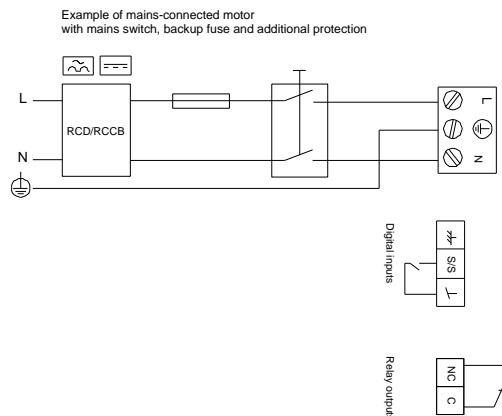 Example of mains-connected motor
with mains switch, backup fuse and additional protection
L
RCD/RCCB
N
L
N
Digital inputs
S/S
Relay output
NC
C